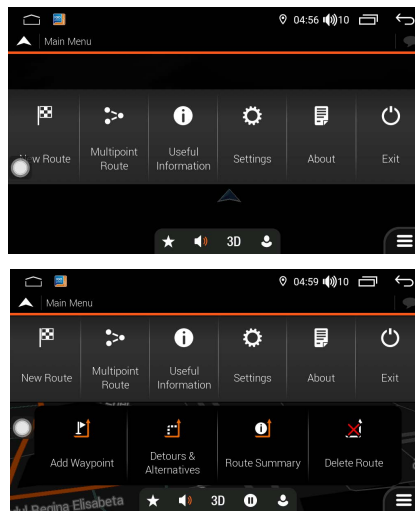 04:56 10
Main Menu
New Route
Multipoint
Route
Useful
Information
Settings
About
Exit
3D
04:59 10
Main Menu
New Route
Multipoint
Route
Useful
Information
Settings
About
Exit
Add Waypoint
Detours &
Alternatives
Route Summary
Delete Route
Regina Elisabeta
3D